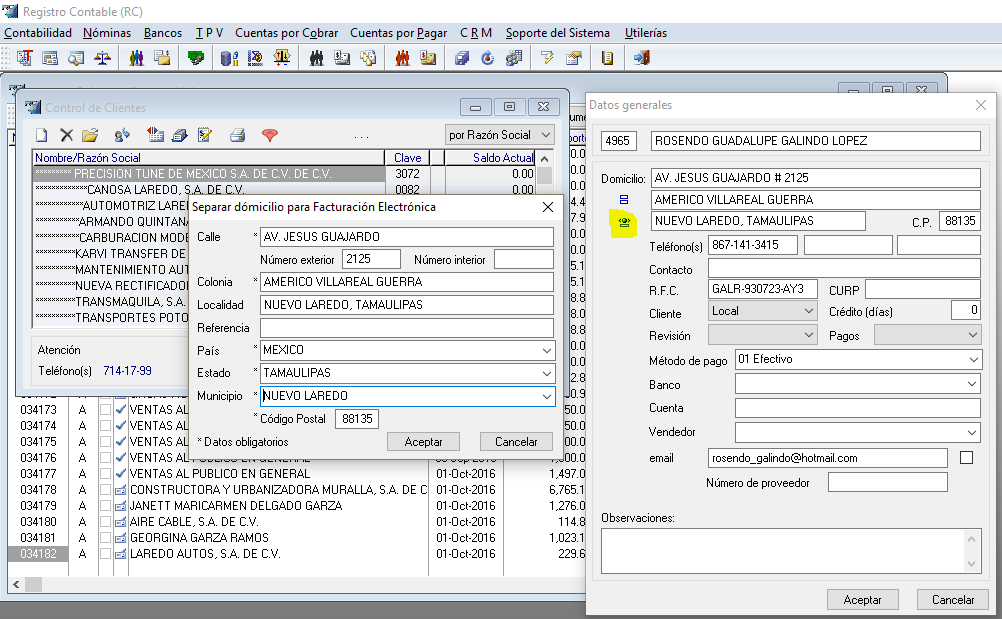 Registro Contable (RC)
Contabilidad Nóminas Bancos T P V Cuentas por Cobrar Cuentas por Pagar C R M Soporte del Sistema Utilerías
Control de Clientes
. . .
por Razón Social
Nombre/Razón Social Clave Saldo Actual
********* PRECISION TUNE DE MEXICO S.A. DE C.V. DE C.V. 3072 0.00
CANOSA LAREDO, S.A. DE C.V. 0082 0.00
AUTOMOTRIZ LARE
ARMANDO QUINTAN
CARBURACION MODE
KARVI TRANSFER DE
MANTENIMIENTO AUT
NUEVA RECTIFICADO
TRANSMAQUILA, S.A.
TRANSPORTES POTO
Atención
Teléfono(s) 714-17-99
Separar dómicilio para Facturación Electrónica
Calle * AV. JESUS GUAJARDO
Número exterior 2125 Número interior
Colonia * AMERICO VILLAREAL GUERRA
Localidad NUEVO LAREDO, TAMAULIPAS
Referencia
País * MEXICO
Estado * TAMAULIPAS
Municipio * NUEVO LAREDO
* Código Postal 88135
* Datos obligatorios Aceptar Cancelar
034173 A VENTAS AL
034174 A VENTAS AL
034175 A VENTAS AL
034176 A VENTAS AL PUBLICO EN GENERAL
034177 A VENTAS AL PUBLICO EN GENERAL 01-Oct-2016 1,497.0
034178 A CONSTRUCTORA Y URBANIZADORA MURALLA, S.A. DE C 01-Oct-2016 6,765.1
034179 A JANETT MARICARMEN DELGADO GARZA 01-Oct-2016 1,276.0
034180 A AIRE CABLE, S.A. DE C.V. 01-Oct-2016 114.8
034181 A GEORGINA GARZA RAMOS 01-Oct-2016 1,023.1
034182 A LAREDO AUTOS, S.A. DE C.V. 01-Oct-2016 229.6
Datos generales
4965 ROSENDO GUADALUPE GALINDO LOPEZ
Domicilio: AV. JESUS GUAJARDO # 2125
AMERICO VILLAREAL GUERRA
NUEVO LAREDO, TAMAULIPAS C.P. 88135
Teléfono(s) 867-141-3415
Contacto
R.F.C. GALR-930723-AY3 CURP
Cliente Local Crédito (días) 0
Revisión Pagos
Método de pago 01 Efectivo
Banco
Cuenta
Vendedor
email rosendo_galindo@hotmail.com
Número de proveedor
Observaciones:
Aceptar Cancelar